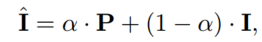 Î = α · P + (1 − α) · I,